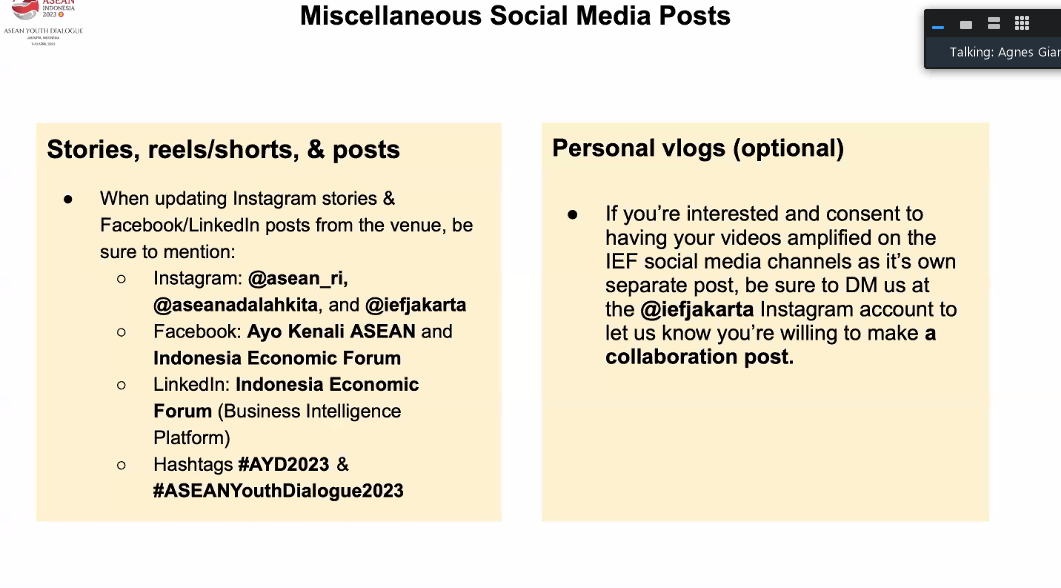 Miscellaneous Social Media Posts
ASEAN
INDONESIA
2023
ASEAN YOUTH DIALOGUE
JAKARTA, INDONESIA
Talking: Agnes Gian
Stories, reels/shorts, & posts
● When updating Instagram stories &
Facebook/LinkedIn posts from the venue, be
sure to mention:
○ Instagram: @asean_ri,
@aseanadalahkita, and @iefjakarta
○ Facebook: Ayo Kenali ASEAN and
Indonesia Economic Forum
○ LinkedIn: Indonesia Economic
Forum (Business Intelligence
Platform)
○ Hashtags #AYD2023 &
#ASEANYouthDialogue2023
Personal vlogs (optional)
● If you’re interested and consent to
having your videos amplified on the
IEF social media channels as it’s own
separate post, be sure to DM us at
the @iefjakarta Instagram account to
let us know you’re willing to make a
collaboration post.